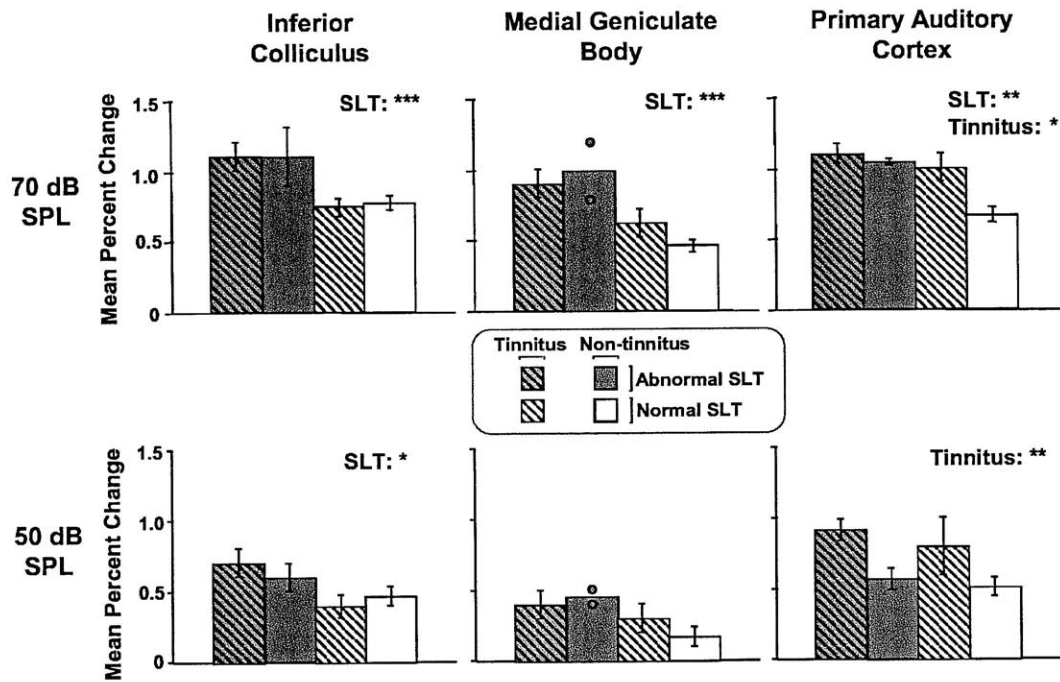 Inferior
Colliculus
Medial Geniculate
Body
Primary Auditory
Cortex
70 dB
SPL
Mean Percent Change
1.5
1.0
0.5
0
SLT: ***
SLT: ***
SLT: **
Tinnitus: *
Tinnitus Non-tinnitus
Abnormal SLT
Normal SLT
50 dB
SPL
Mean Percent Change
1.5
1.0
0.5
0
SLT: *
Tinnitus: **